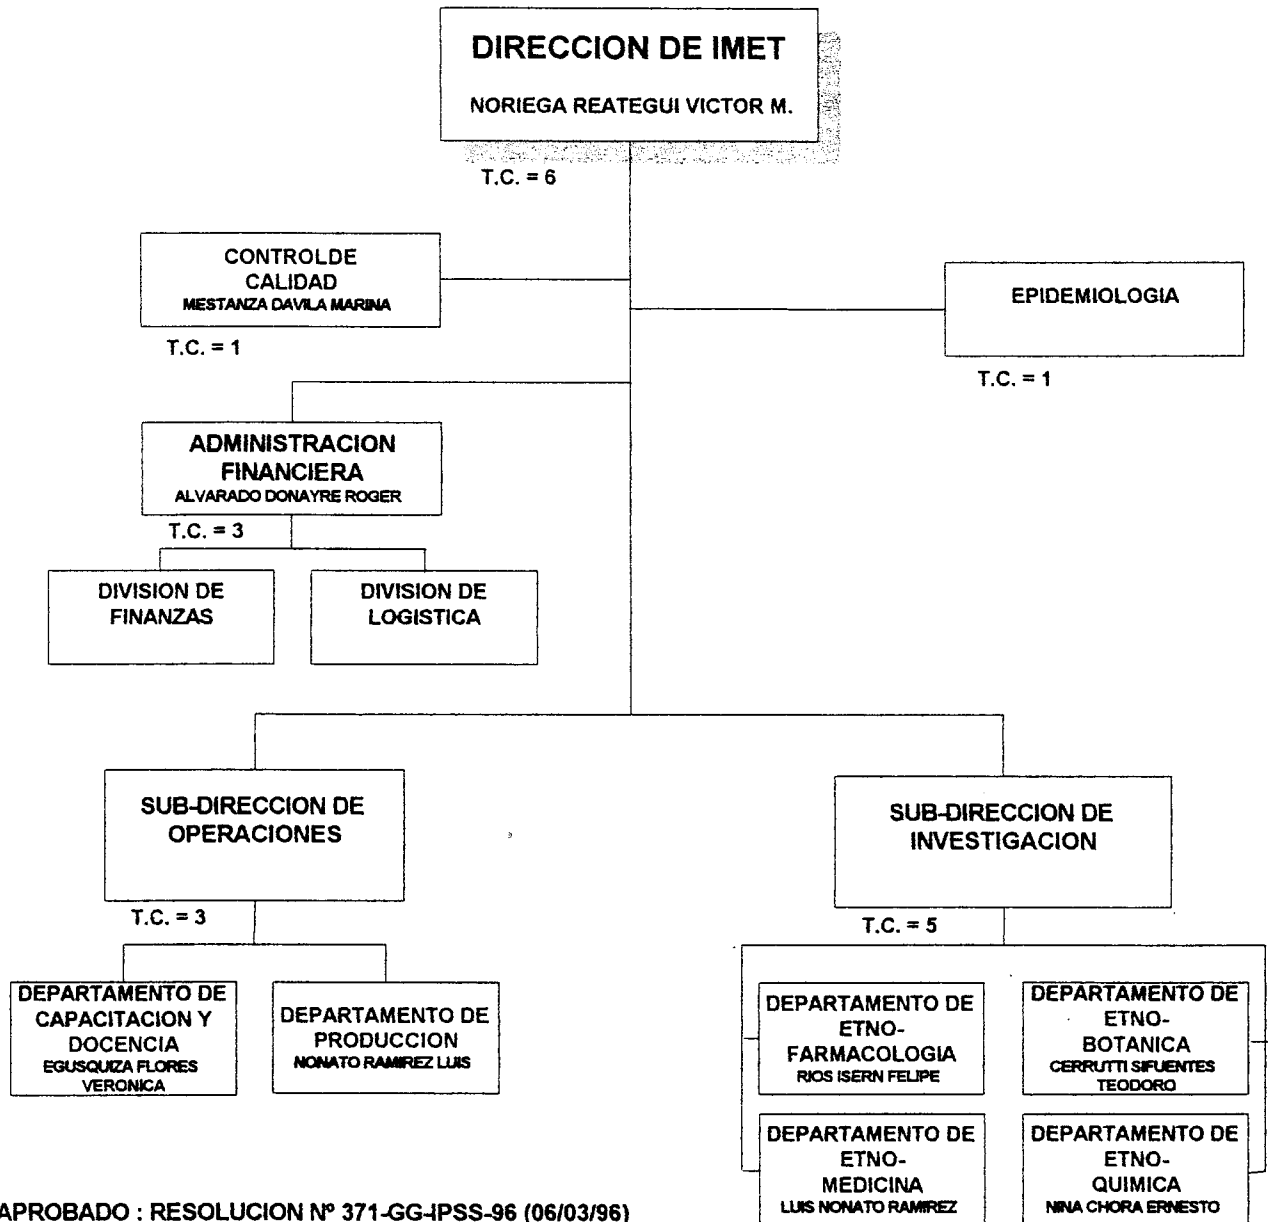 DIRECCION DE IMET
NORIEGA REATEGUI VICTOR M.
T.C. = 6
CONTROLDE
CALIDAD
MESTANZA DAVILA MARINA
T.C. = 1
EPIDEMIOLOGIA
T.C. = 1
ADMINISTRACION
FINANCIERA
ALVARADO DONAYRE ROGER
T.C. = 3
DIVISION DE
FINANZAS
DIVISION DE
LOGISTICA
SUB-DIRECCION DE
OPERACIONES
T.C. = 3
SUB-DIRECCION DE
INVESTIGACION
T.C. = 5
DEPARTAMENTO DE
CAPACITACION Y
DOCENCIA
EGUSQUIZA FLORES
VERONICA
DEPARTAMENTO DE
PRODUCCION
NONATO RAMIREZ LUIS
DEPARTAMENTO DE
ETNO-
FARMACOLOGIA
RIOS ISERN FELIPE
DEPARTAMENTO DE
ETNO-
BOTANICA
CERRUTTI SIFUENTES
TEODORO
DEPARTAMENTO DE
ETNO-
MEDICINA
LUIS NONATO RAMIREZ
DEPARTAMENTO DE
ETNO-
QUIMICA
NINA CHORA ERNESTO
APROBADO : RESOLUCION Nº 371-GG-IPSS-96 (06/03/96)